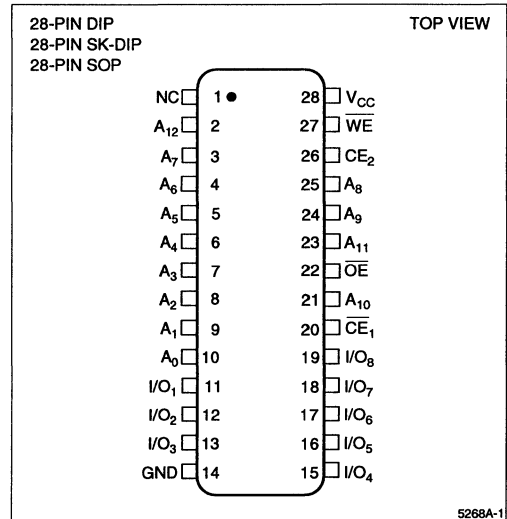 28-PIN DIP
28-PIN SK-DIP
28-PIN SOP
TOP VIEW
NC 1 28 VCC
A12 2 27 W̅E̅
A7 3 26 CE2
A6 4 25 A8
A5 5 24 A9
A4 6 23 A11
A3 7 22 O̅E̅
A2 8 21 A10
A1 9 20 C̅E̅1
A0 10 19 I/O8
I/O1 11 18 I/O7
I/O2 12 17 I/O6
I/O3 13 16 I/O5
GND 14 15 I/O4
5268A-1